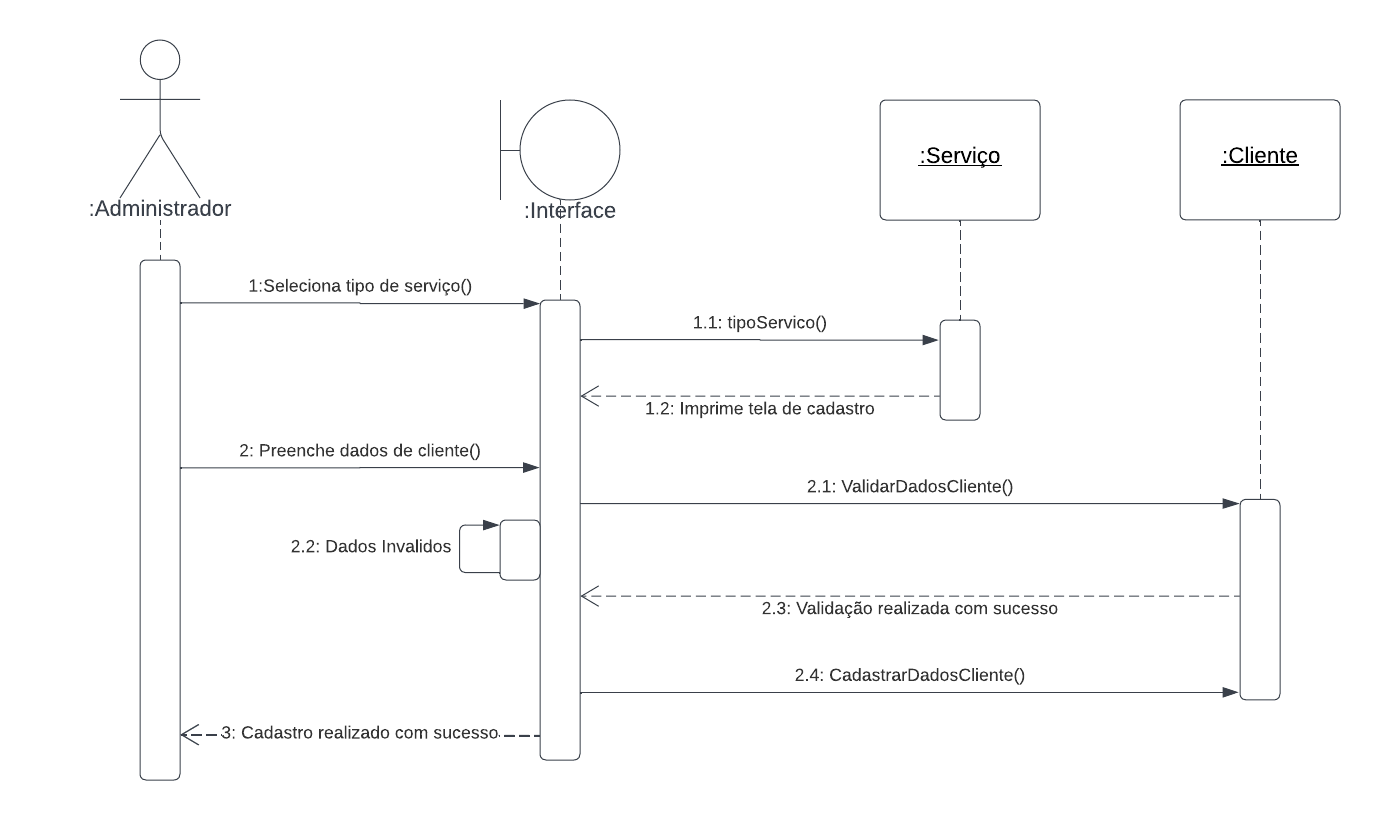 :Administrador
:Interface
:Serviço
:Cliente
1:Seleciona tipo de serviço()
1.1: tipoServico()
1.2: Imprime tela de cadastro
2: Preenche dados de cliente()
2.1: ValidarDadosCliente()
2.2: Dados Invalidos
2.3: Validação realizada com sucesso
2.4: CadastrarDadosCliente()
3: Cadastro realizado com sucesso